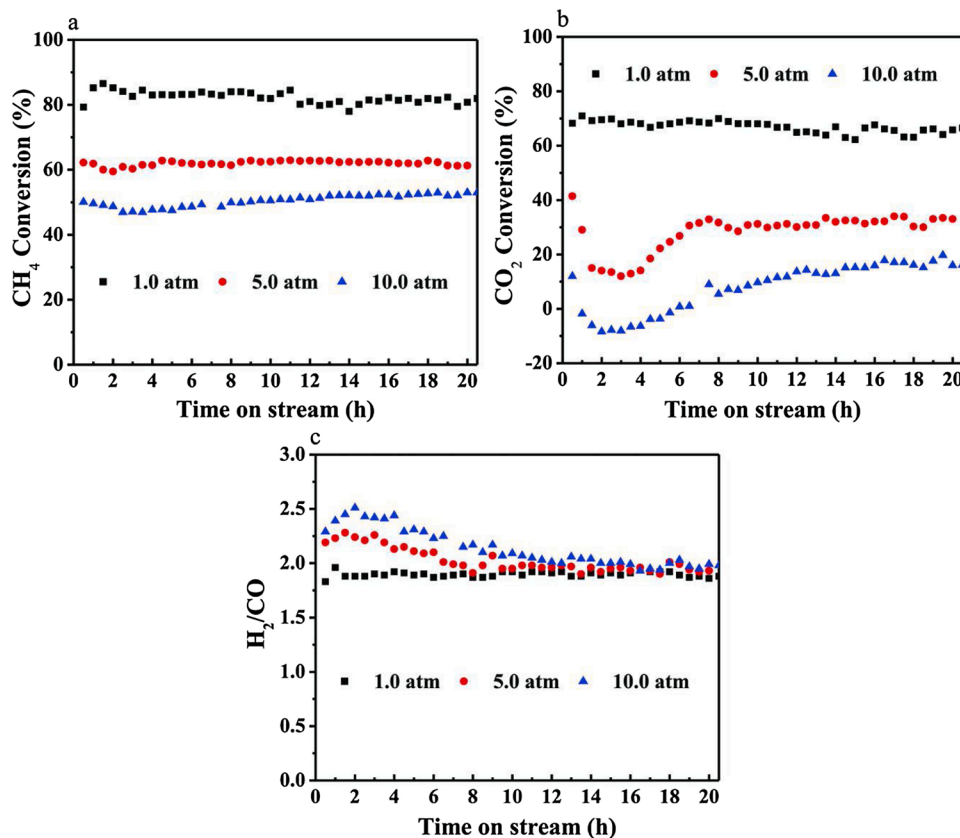 a
100
80
60
40
20
0
CH4 Conversion (%)
1.0 atm 5.0 atm 10.0 atm
0 2 4 6 8 10 12 14 16 18 20
Time on stream (h)
b
100
80
60
40
20
0
-20
CO2 Conversion (%)
1.0 atm 5.0 atm 10.0 atm
0 2 4 6 8 10 12 14 16 18 20
Time on stream (h)
c
3.0
2.5
2.0
1.5
1.0
0.5
0.0
H2/CO
1.0 atm 5.0 atm 10.0 atm
0 2 4 6 8 10 12 14 16 18 20
Time on stream (h)